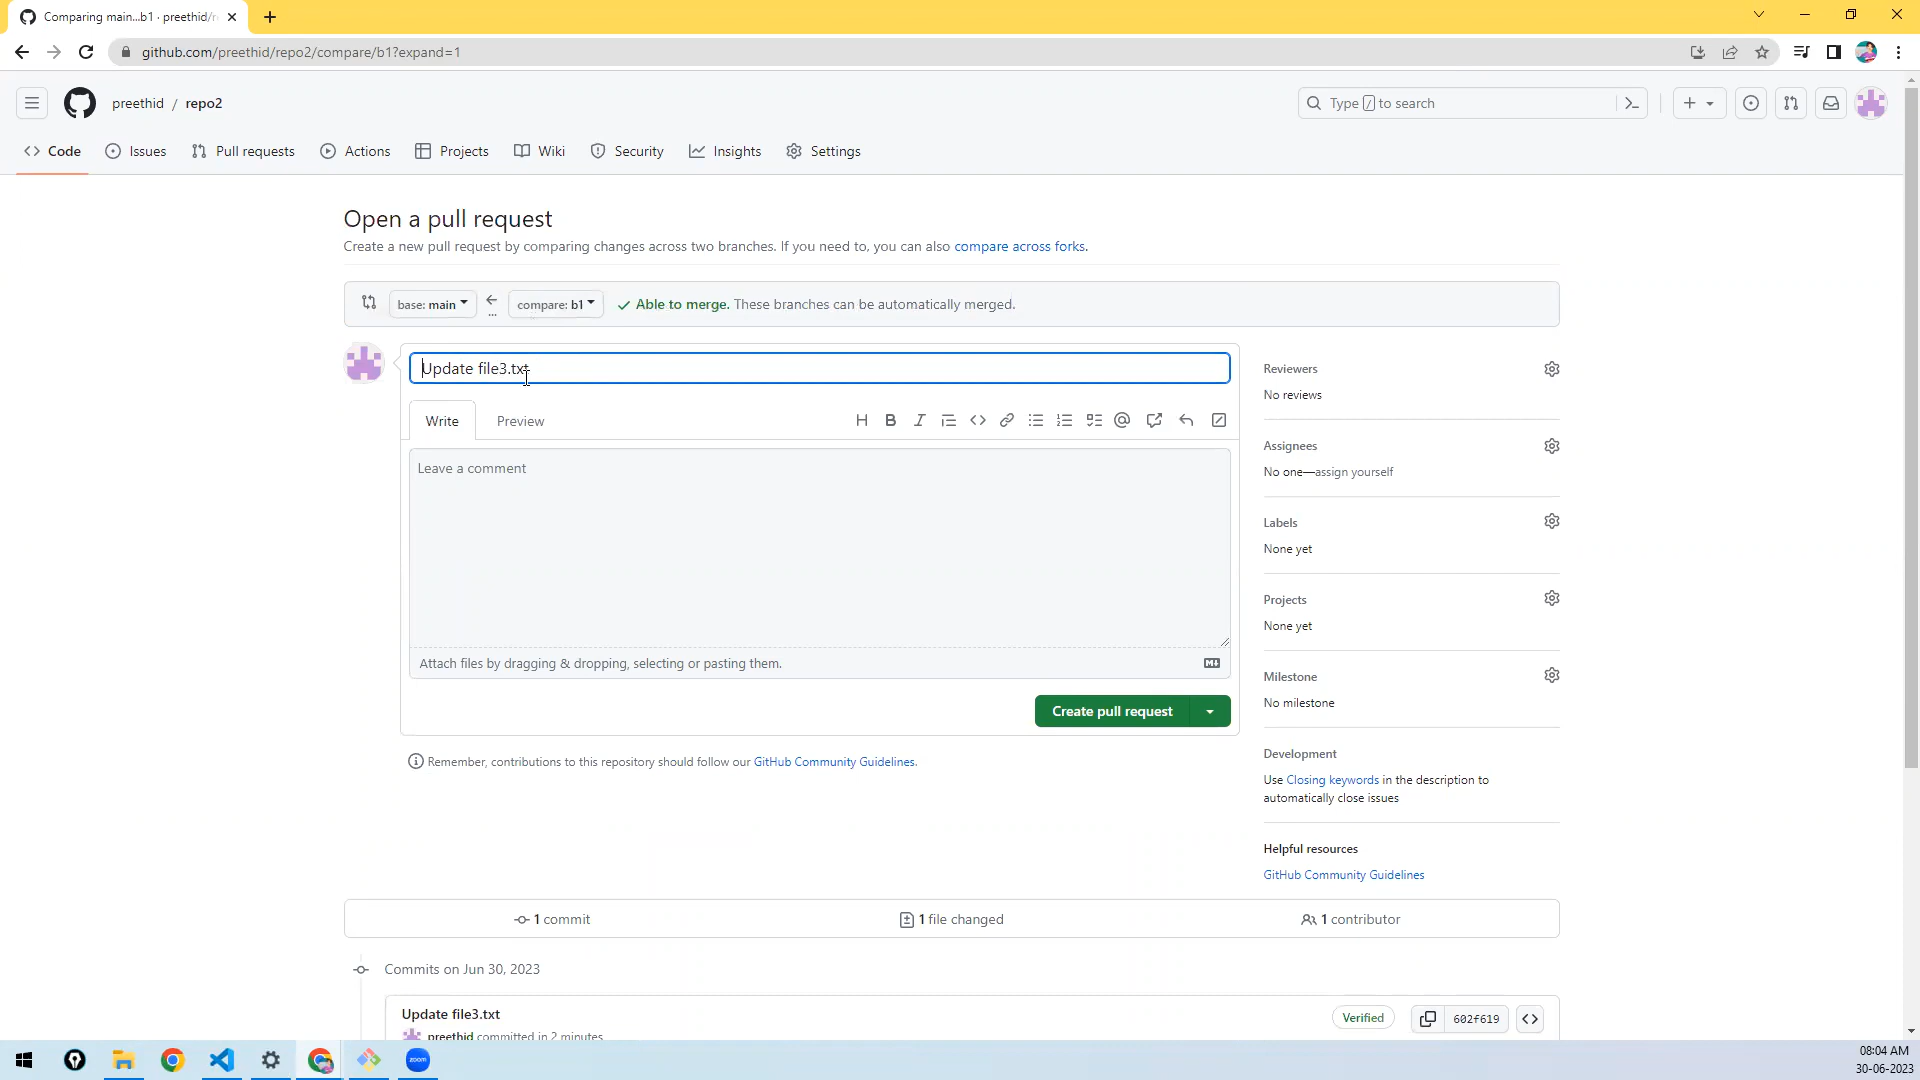 Comparing main...b1 · preethid/r
github.com/preethid/repo2/compare/b1?expand=1
preethid / repo2
Type / to search
Code
Issues
Pull requests
Actions
Projects
Wiki
Security
Insights
Settings
Open a pull request
Create a new pull request by comparing changes across two branches. If you need to, you can also compare across forks.
base: main
...
compare: b1
Able to merge. These branches can be automatically merged.
Update file3.txt
Write
Preview
Leave a comment
Attach files by dragging & dropping, selecting or pasting them.
Create pull request
Remember, contributions to this repository should follow our GitHub Community Guidelines.
Reviewers
No reviews
Assignees
No one—assign yourself
Labels
None yet
Projects
None yet
Milestone
No milestone
Development
Use Closing keywords in the description to
automatically close issues
Helpful resources
GitHub Community Guidelines
1 commit
1 file changed
1 contributor
Commits on Jun 30, 2023
Update file3.txt
Verified
602f619
preethid committed in 2 minutes
zoom
08:04 AM
30-06-2023